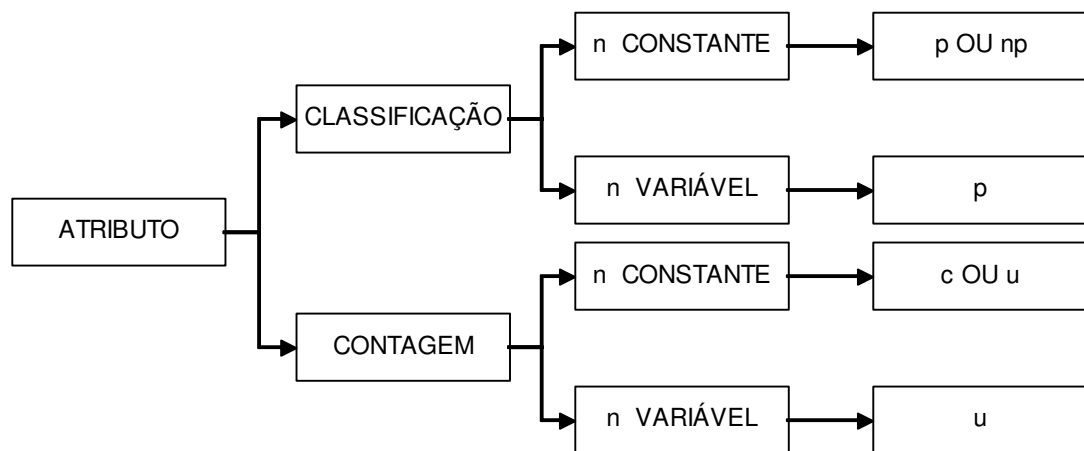 n CONSTANTE
p OU np
CLASSIFICAÇÃO
n VARIÁVEL
p
ATRIBUTO
n CONSTANTE
c OU u
CONTAGEM
n VARIÁVEL
u